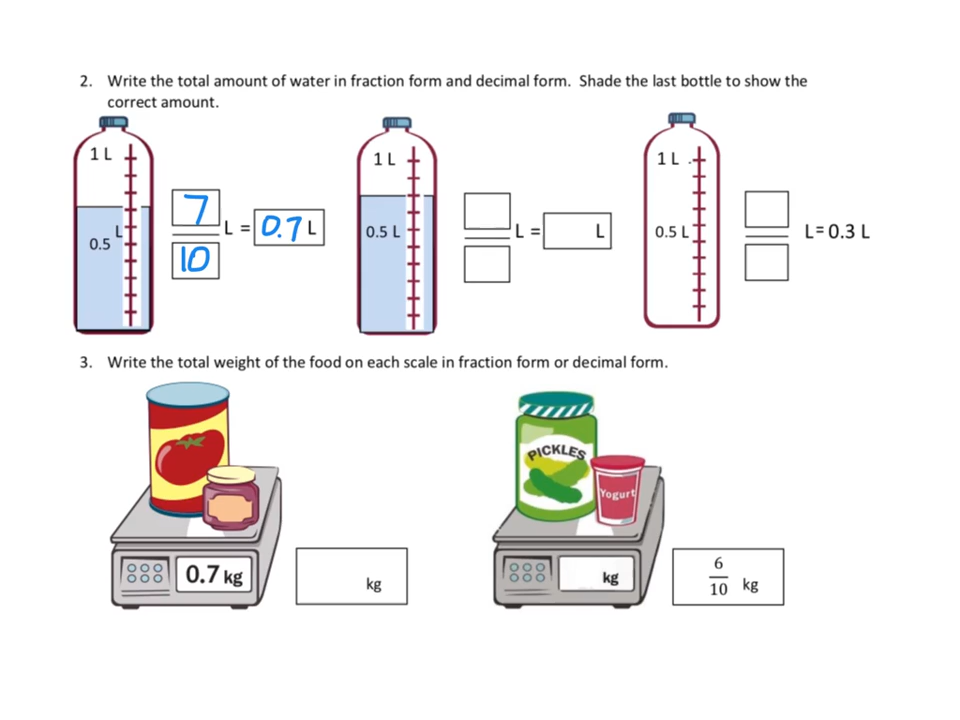 2. Write the total amount of water in fraction form and decimal form. Shade the last bottle to show the
correct amount.
1 L
0.5 L
7
10
L = 0.7 L
1 L
0.5 L
L = L
1 L
0.5 L
L= 0.3 L
3. Write the total weight of the food on each scale in fraction form or decimal form.
0.7 kg
kg
PICKLES
Yogurt
kg
6
10 kg